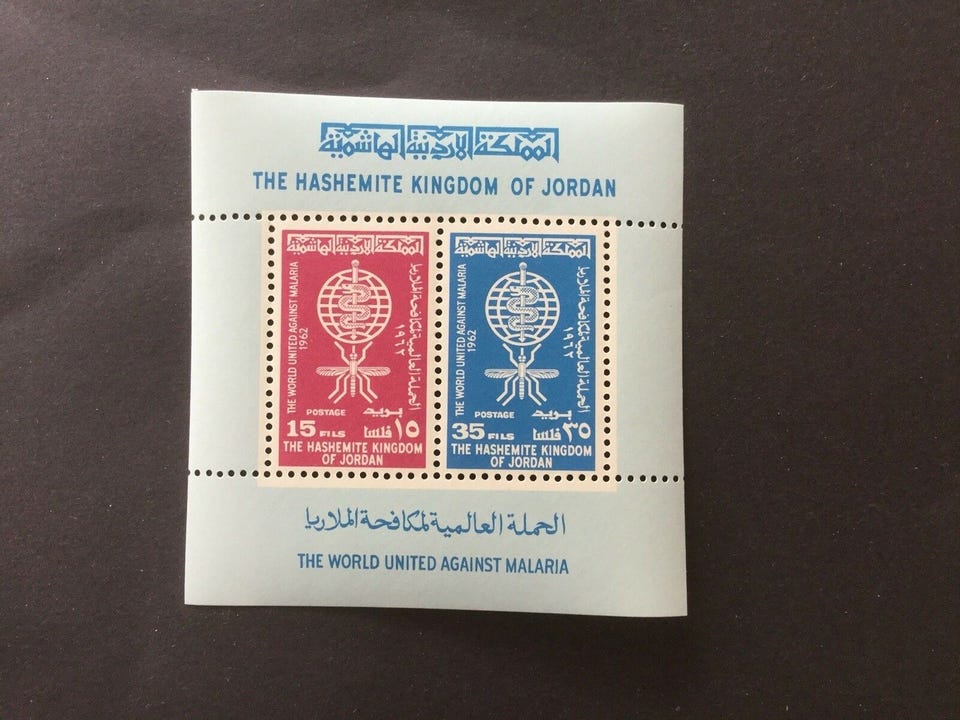 المملكة الاردنية الهاشمية
THE HASHEMITE KINGDOM OF JORDAN
المملكة الاردنية الهاشمية
THE WORLD UNITED AGAINST MALARIA
1962
الحملة العالمية لمكافحة الملاريا
١٩٦٢
POSTAGE بريد
15 FILS ١٥ فلسا
THE HASHEMITE KINGDOM
OF JORDAN
المملكة الاردنية الهاشمية
THE WORLD UNITED AGAINST MALARIA
1962
الحملة العالمية لمكافحة الملاريا
١٩٦٢
POSTAGE بريد
35 FILS ٣٥ فلسا
THE HASHEMITE KINGDOM
OF JORDAN
الحملة العالمية لمكافحة الملاريا
THE WORLD UNITED AGAINST MALARIA